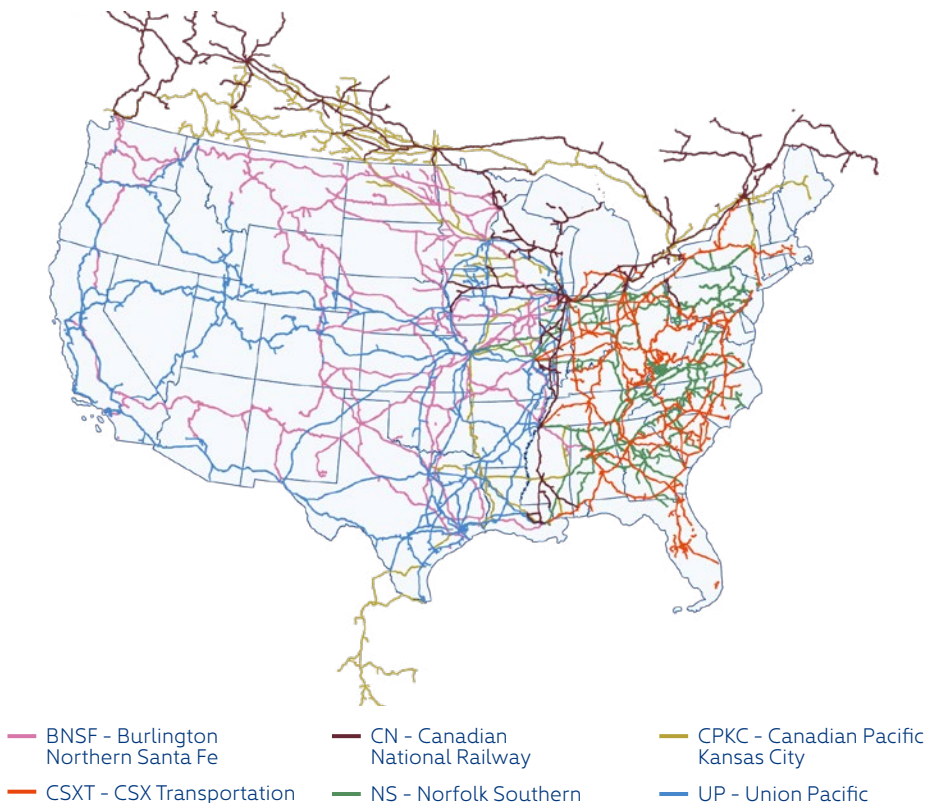 BNSF - Burlington
Northern Santa Fe
CN - Canadian
National Railway
CPKC - Canadian Pacific
Kansas City
CSXT - CSX Transportation
NS - Norfolk Southern
UP - Union Pacific